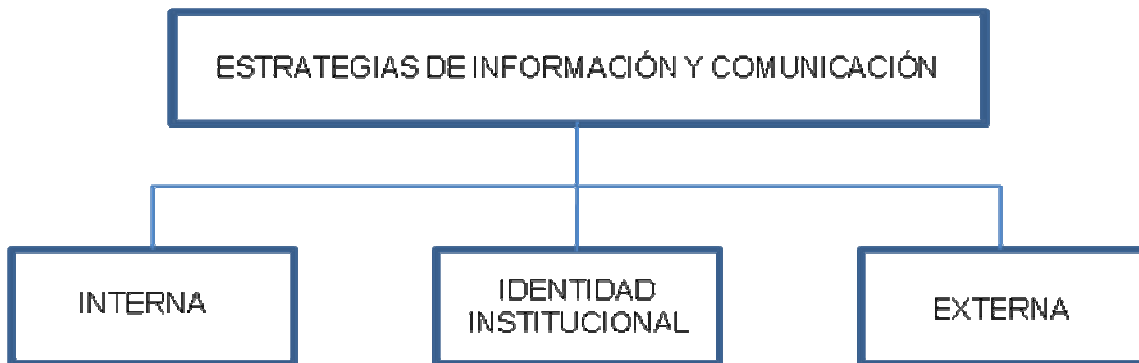 ESTRATEGIAS DE INFORMACIÓN Y COMUNICACIÓN
INTERNA
IDENTIDAD
INSTITUCIONAL
EXTERNA